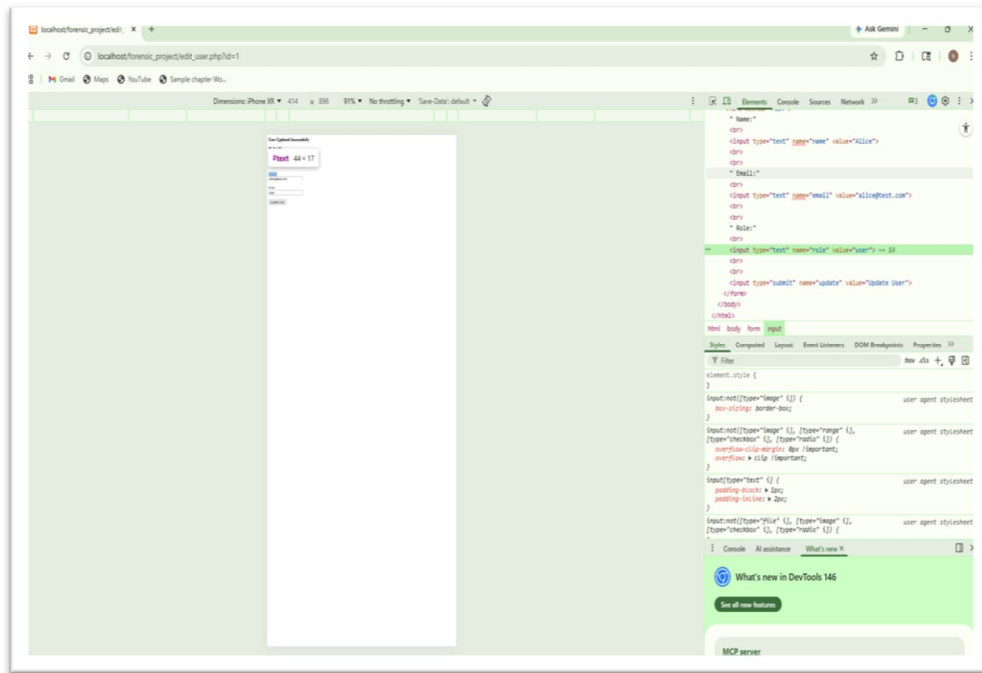 localhost/forensic_project/edit_
Ask Gemini
localhost/forensic_project/edit_user.php?id=1
Gmail Maps YouTube Sample chapter Wo...
Dimensions: iPhone XR 414 x 896 91% No throttling 'Save-Data': default
Elements Console Sources Network
User Updated Successfully
#text 44 × 17
" Name:"
<br>
<input type="text" name="name" value="Alice">
<br>
<br>
" Email:"
<br>
<input type="text" name="email" value="alice@test.com">
<br>
<br>
" Role:"
<br>
<input type="text" name="role" value="user"> == $0
<br>
<br>
<input type="submit" name="update" value="Update User">
</form>
</body>
</html>
html body form input
Styles Computed Layout Event Listeners DOM Breakpoints Properties
Filter
:hov .cls +
element.style {
}
input:not([type="image" i]) { user agent stylesheet
box-sizing: border-box;
}
input:not([type="image" i], [type="range" i], user agent stylesheet
[type="checkbox" i], [type="radio" i]) {
overflow-clip-margin: 0px !important;
overflow: clip !important;
}
input[type="text" i] { user agent stylesheet
padding-block: 1px;
padding-inline: 2px;
}
input:not([type="file" i], [type="image" i], user agent stylesheet
[type="checkbox" i], [type="radio" i]) {
Console AI assistance What's new X
What's new in DevTools 146
See all new features
MCP server